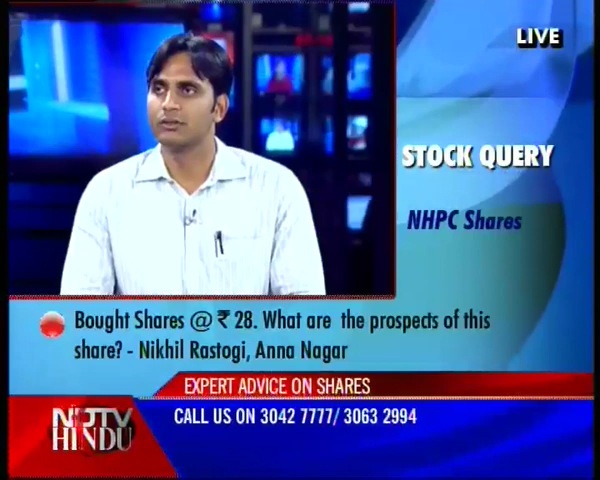 LIVE
STOCK QUERY
NHPC Shares
Bought Shares @ ₹ 28. What are the prospects of this
share? - Nikhil Rastogi, Anna Nagar
EXPERT ADVICE ON SHARES
NDTV
HINDU
CALL US ON 3042 7777/ 3063 2994